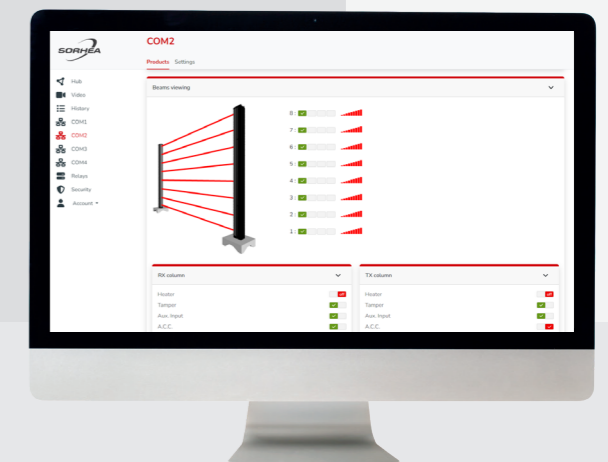 SORHEA
COM2
Products Settings
Hub
Video
History
COM1
COM2
COM3
COM4
Relays
Security
Account
Beams viewing
8 :
7 :
6 :
5 :
4 :
3 :
2 :
1 :
RX column
Heater
Tamper
Aux. Input
A.C.C.
TX column
Heater
Tamper
Aux. Input
A.C.C.